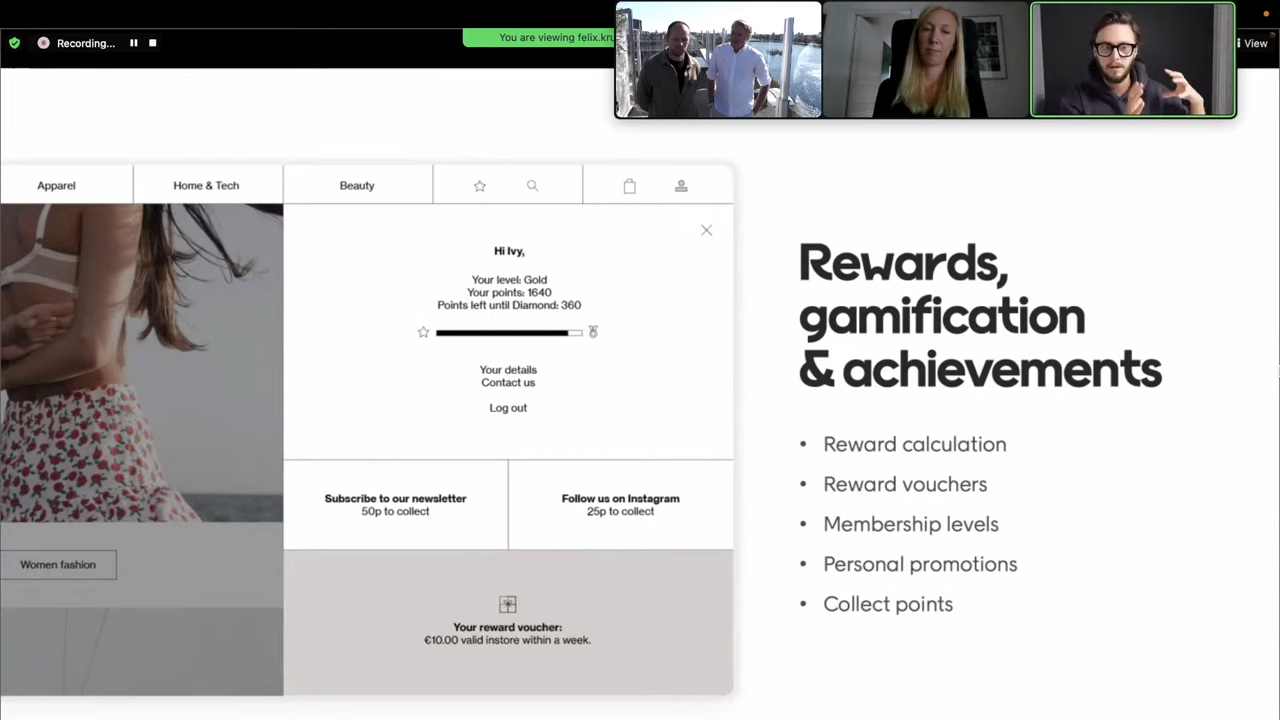 Recording...
You are viewing felix.kru
View
Apparel
Home & Tech
Beauty
Hi Ivy,
Your level: Gold
Your points: 1640
Points left until Diamond: 360
Your details
Contact us
Log out
Subscribe to our newsletter
50p to collect
Follow us on Instagram
25p to collect
Women fashion
Your reward voucher:
€10.00 valid instore within a week.
Rewards,
gamification
& achievements
• Reward calculation
• Reward vouchers
• Membership levels
• Personal promotions
• Collect points